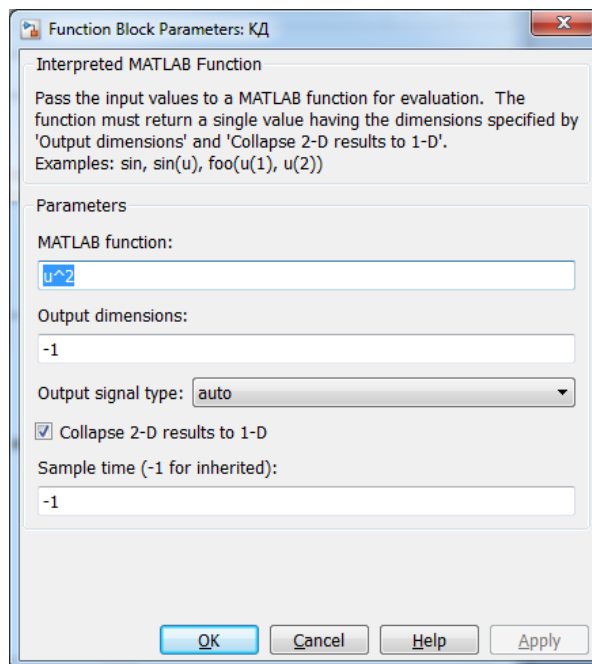 Function Block Parameters: КД
Interpreted MATLAB Function
Pass the input values to a MATLAB function for evaluation. The
function must return a single value having the dimensions specified by
'Output dimensions' and 'Collapse 2-D results to 1-D'.
Examples: sin, sin(u), foo(u(1), u(2))
Parameters
MATLAB function:
u^2
Output dimensions:
-1
Output signal type: auto
Collapse 2-D results to 1-D
Sample time (-1 for inherited):
-1
OK Cancel Help Apply